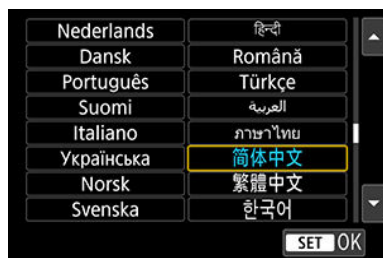 Nederlands हिन्दी
Dansk Română
Português Türkçe
Suomi العربية
Italiano ภาษาไทย
Українська 简体中文
Norsk 繁體中文
Svenska 한국어
SET OK